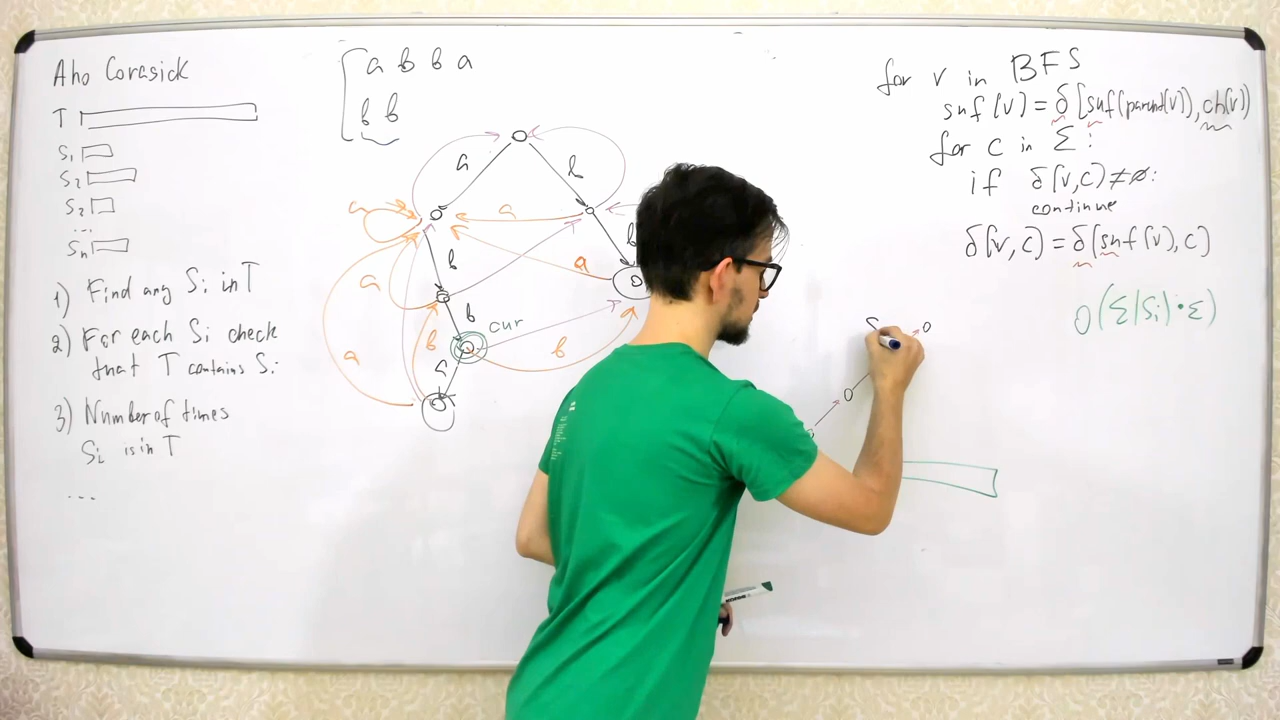 Aho Corasick
T
S1
S2
S2
...
Sn
1) Find any Si in T
2) For each Si check
that T contains Si
3) Number of times
Si is in T
...
a b b a
b b
a
b
a
a
b
b
a
a
b
cur
b
b
a
a
for v in BFS
suf(v) = δ[suf(parent(v)), ch(v)]
for c in Σ:
if δ(v,c) ≠ ∅:
continue
δ(v,c) = δ[suf(v), c]
O(Σ|Si|·Σ)